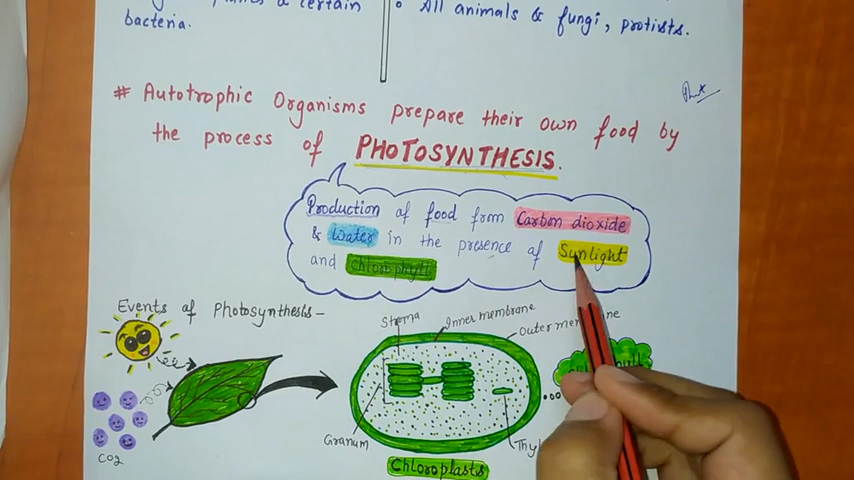 & certain
bacteria.
All animals & fungi, protists.
# Autotrophic Organisms prepare their own food by
the process of PHOTOSYNTHESIS.
Production of food from Carbon dioxide
& Water in the presence of Sunlight
and chlorophyll
Events of Photosynthesis -
Stroma
Inner membrane
Outer
Granum
CO2
Chloroplasts